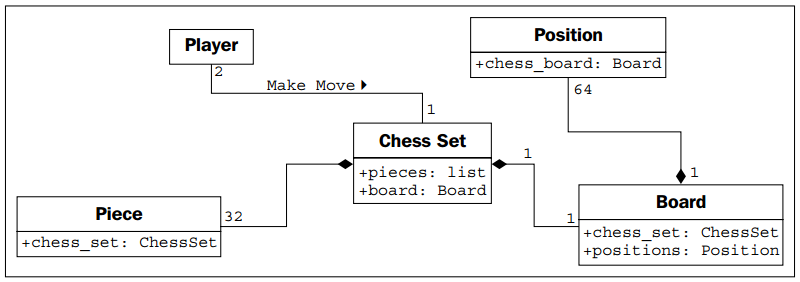 Player
2
Make Move
1
Position
+chess_board: Board
64
Chess Set
+pieces: list
+board: Board
1
1
1
Piece
+chess_set: ChessSet
32
Board
+chess_set: ChessSet
+positions: Position